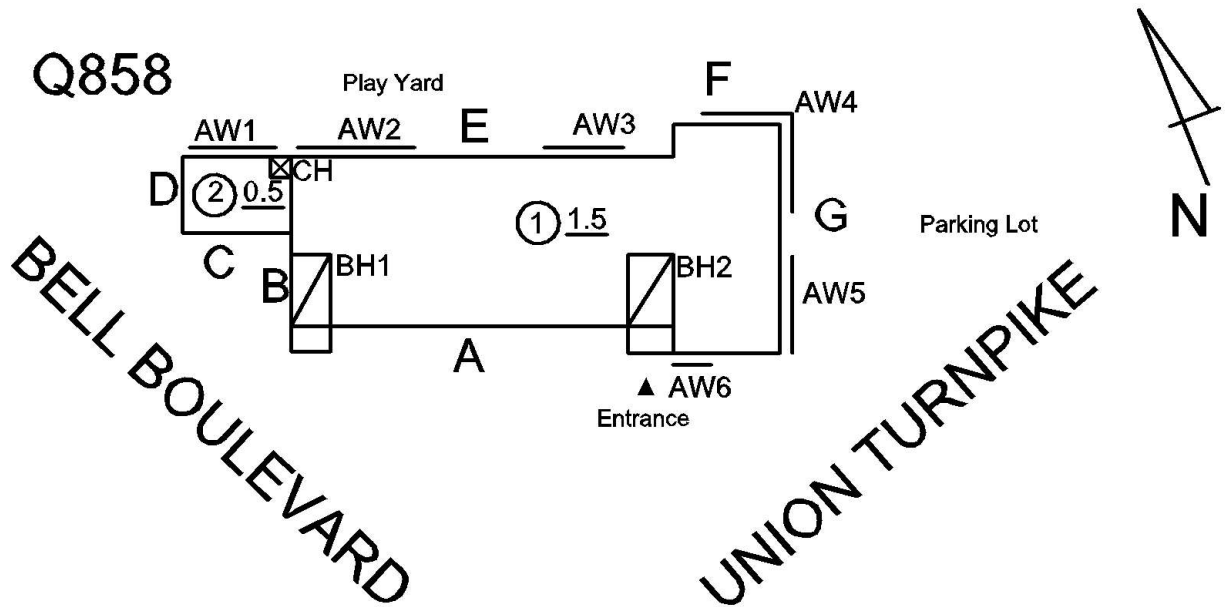 Q858
Play Yard
F
AW4
AW1
AW2
E
AW3
CH
D
2 0.5
1 1.5
G
Parking Lot
N
C
B
BH1
BH2
AW5
A
AW6
Entrance
BELL BOULEVARD
UNION TURNPIKE